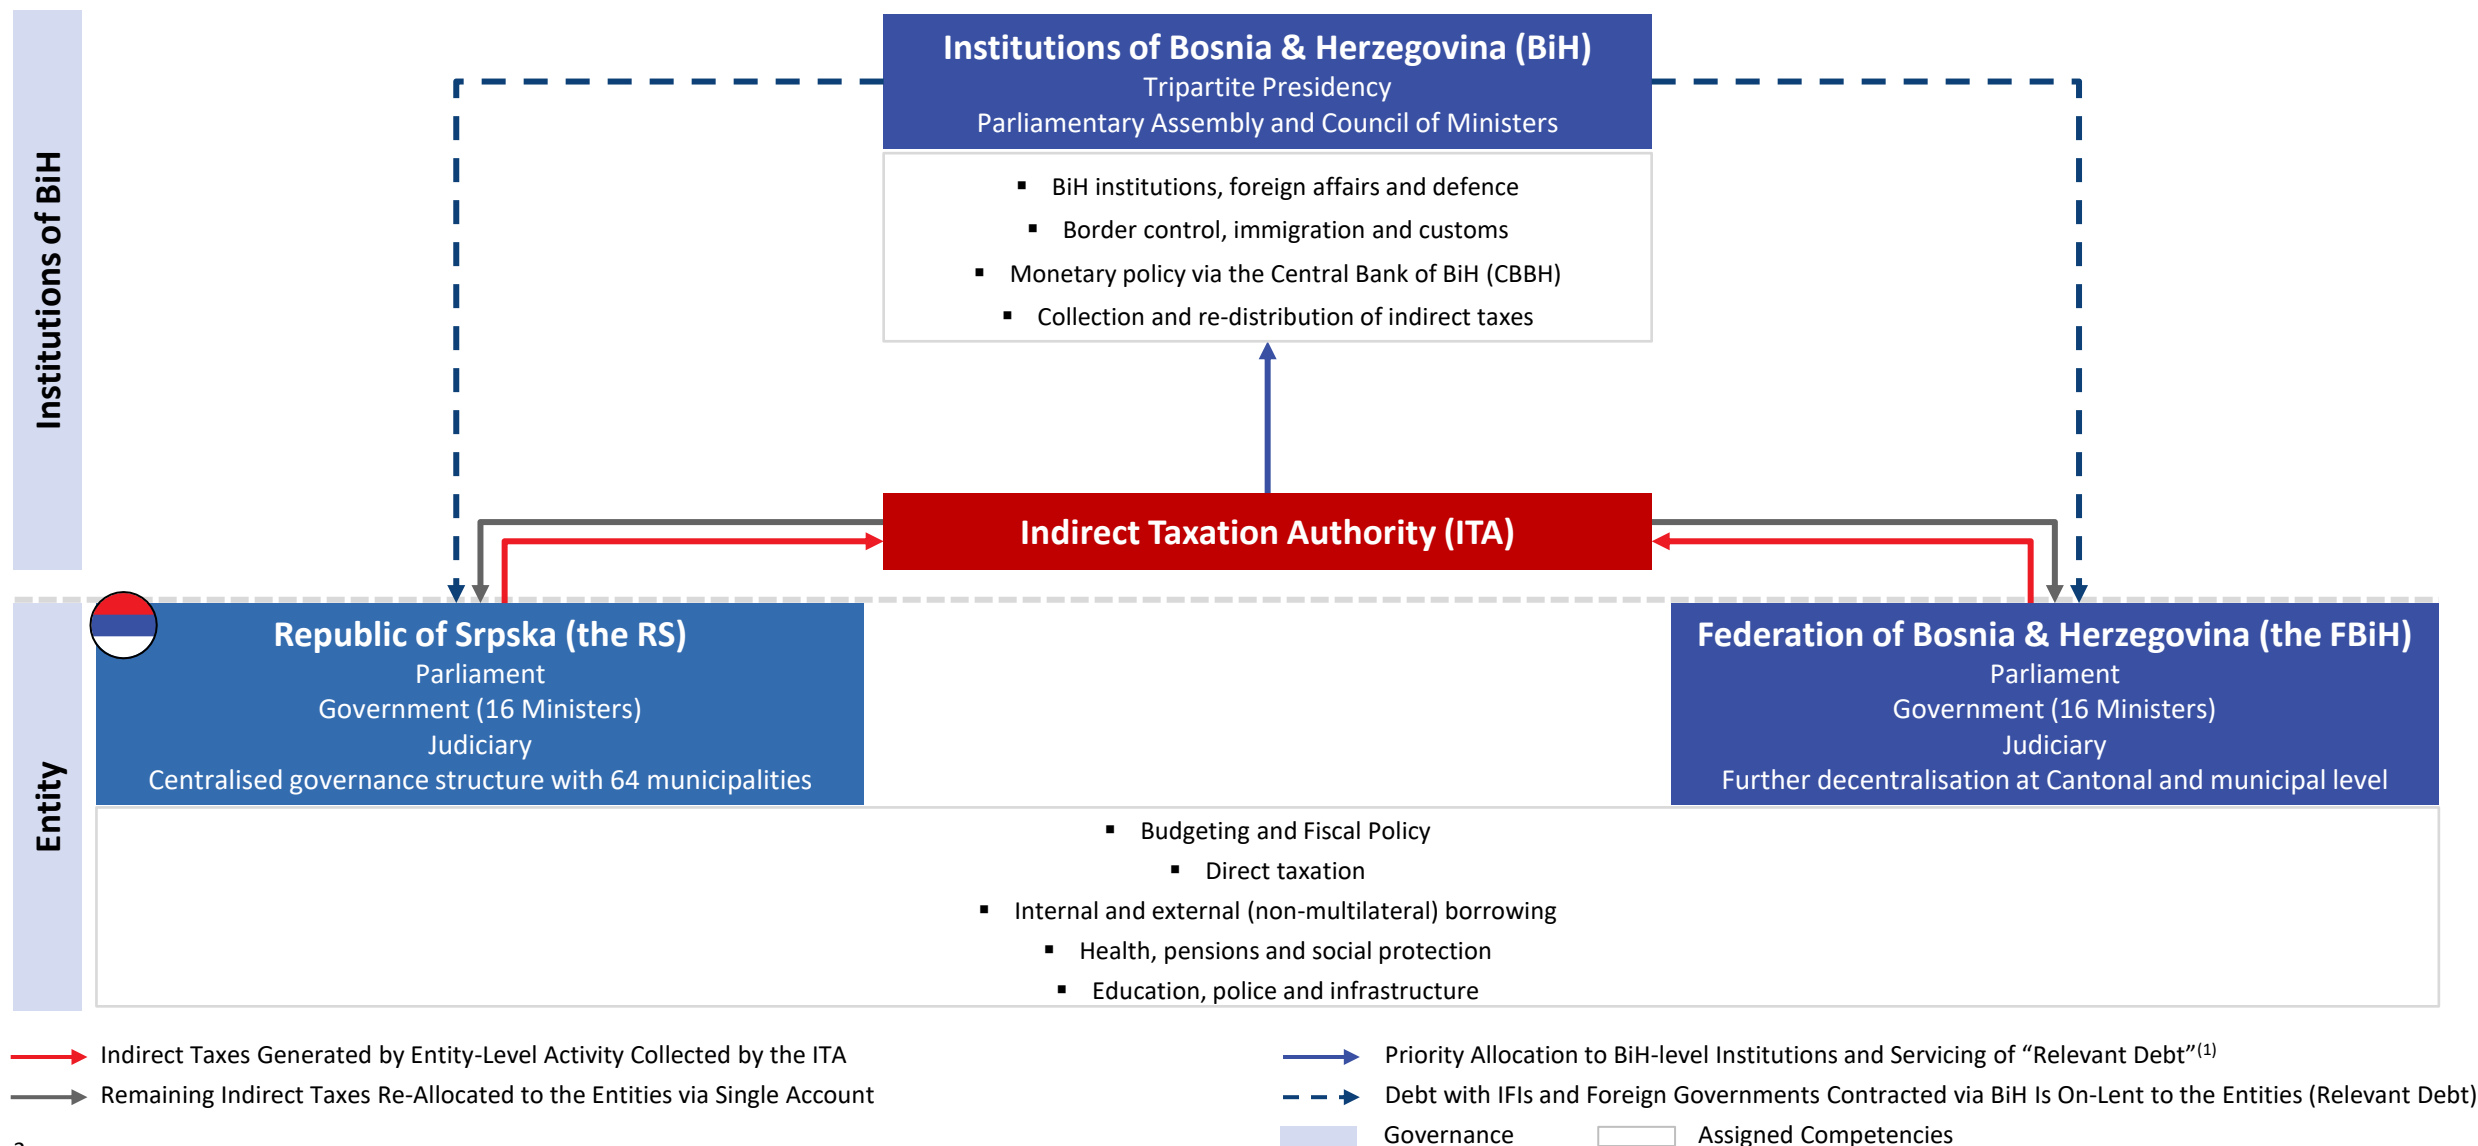 Institutions of BiH
Institutions of Bosnia & Herzegovina (BiH)
Tripartite Presidency
Parliamentary Assembly and Council of Ministers
▪ BiH institutions, foreign affairs and defence
▪ Border control, immigration and customs
▪ Monetary policy via the Central Bank of BiH (CBBH)
▪ Collection and re-distribution of indirect taxes
Indirect Taxation Authority (ITA)
Entity
Republic of Srpska (the RS)
Parliament
Government (16 Ministers)
Judiciary
Centralised governance structure with 64 municipalities
Federation of Bosnia & Herzegovina (the FBiH)
Parliament
Government (16 Ministers)
Judiciary
Further decentralisation at Cantonal and municipal level
▪ Budgeting and Fiscal Policy
▪ Direct taxation
▪ Internal and external (non-multilateral) borrowing
▪ Health, pensions and social protection
▪ Education, police and infrastructure
Indirect Taxes Generated by Entity-Level Activity Collected by the ITA
Remaining Indirect Taxes Re-Allocated to the Entities via Single Account
Priority Allocation to BiH-level Institutions and Servicing of “Relevant Debt”(1)
Debt with IFIs and Foreign Governments Contracted via BiH Is On-Lent to the Entities (Relevant Debt)
Governance
Assigned Competencies